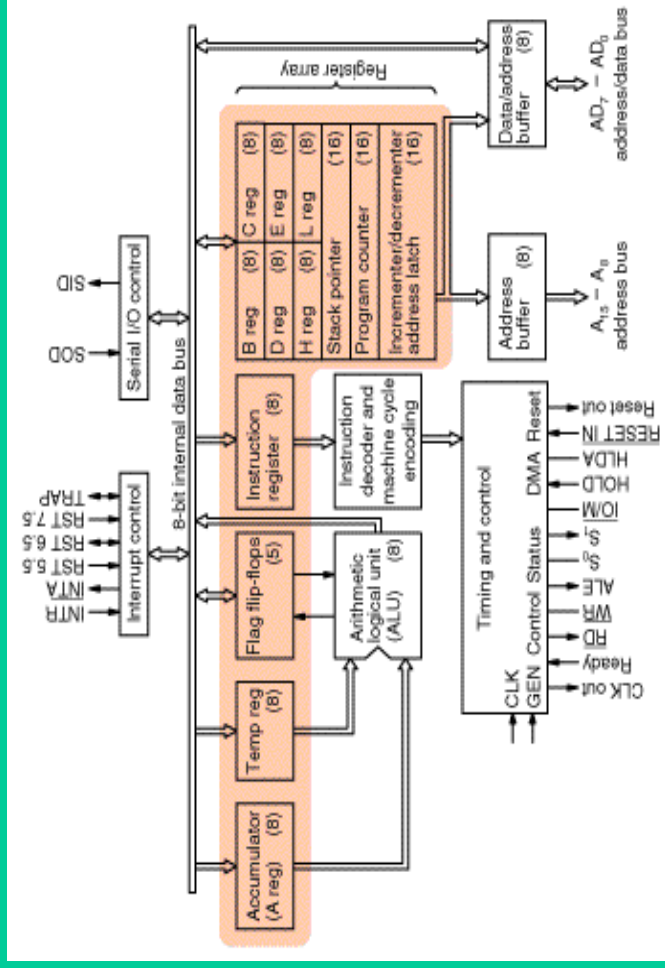 INTR
INTA
RST 5.5
RST 6.5
RST 7.5
TRAP
SOD
SID
Interrupt control
Serial I/O control
8-bit internal data bus
Accumulator
(A reg) (8)
Temp reg
(8)
Flag flip-flops
(5)
Instruction
register (8)
B reg (8)
C reg (8)
D reg (8)
E reg (8)
H reg (8)
L reg (8)
Stack pointer (16)
Program counter (16)
Incrementer/decrementer
address latch (16)
Register array
Arithmetic
logical unit
(ALU) (8)
Instruction
decoder and
machine cycle
encoding
Address
buffer (8)
Data/address
buffer (8)
A15 – A8
address bus
AD7 – AD0
address/data bus
Timing and control
CLK
GEN Control Status DMA Reset
CLK out
Ready
RD
WR
ALE
S0
S1
IO/M
HOLD
HLDA
RESET IN
Reset out